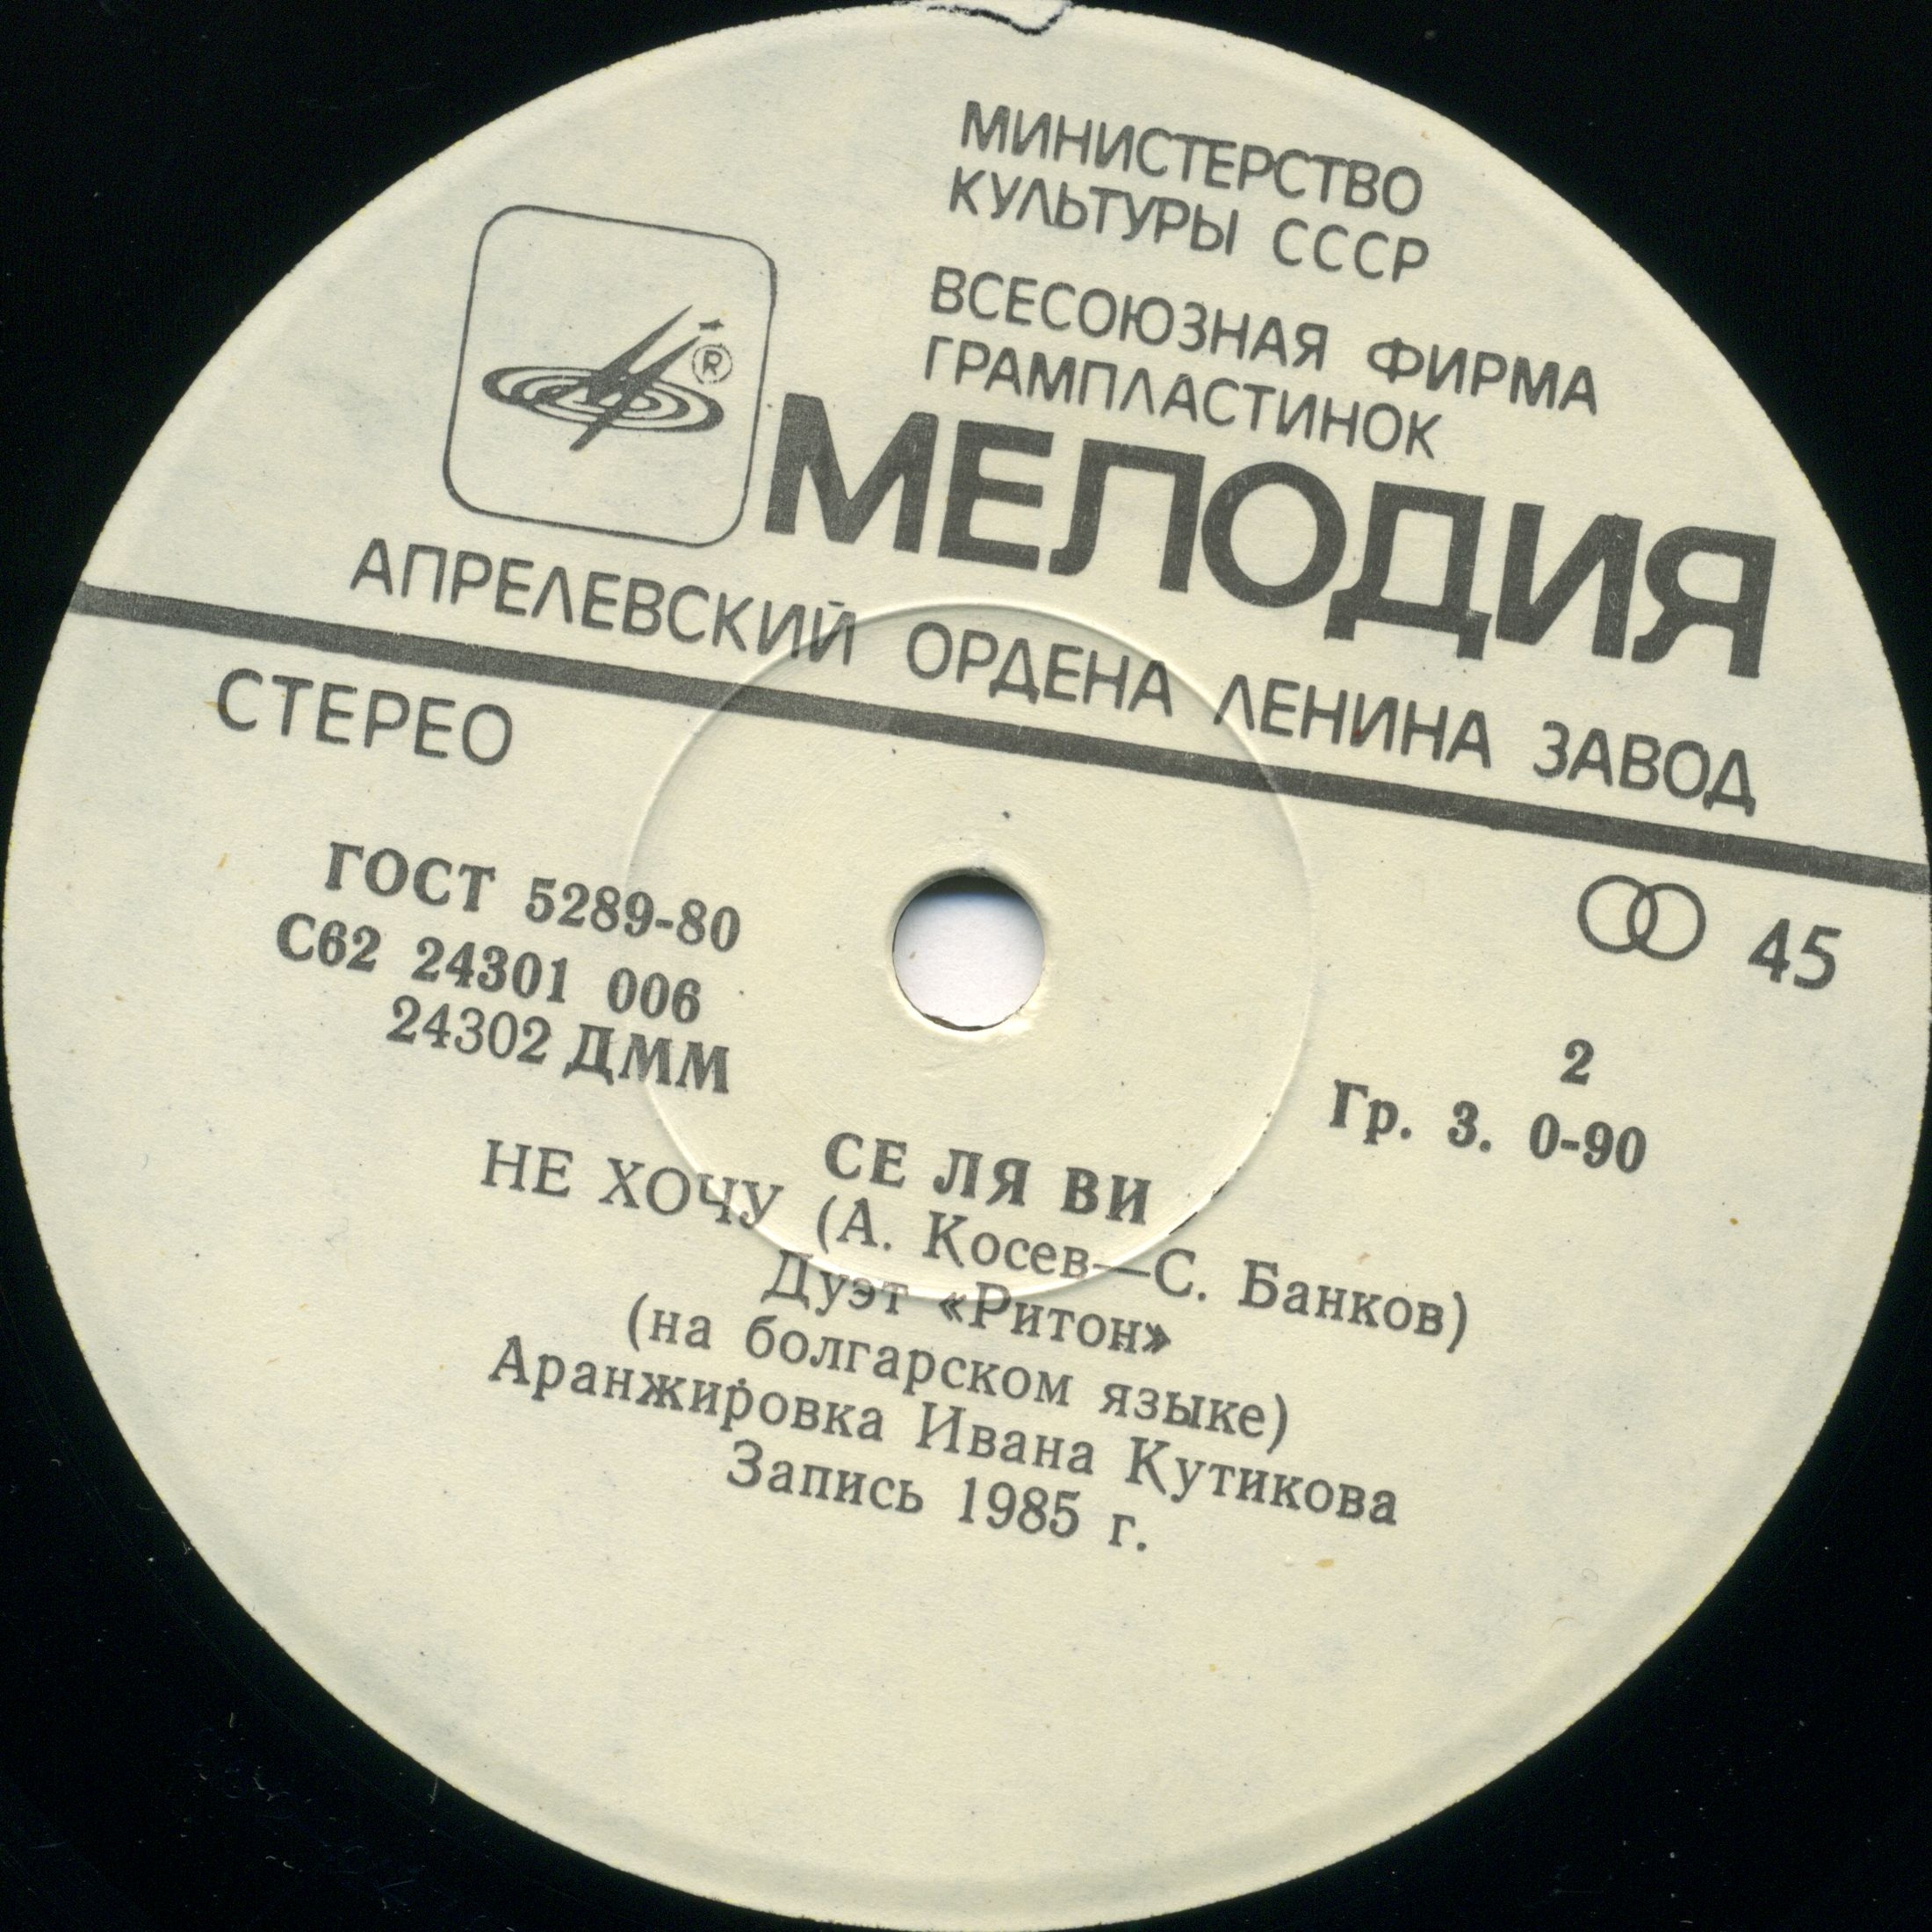 МИНИСТЕРСТВО
КУЛЬТУРЫ СССР
ВСЕСОЮЗНАЯ ФИРМА
ГРАМПЛАСТИНОК
®
МЕЛОДИЯ
АПРЕЛЕВСКИЙ ОРДЕНА ЛЕНИНА ЗАВОД
СТЕРЕО
45
ГОСТ 5289-80
С62 24301 006
24302 ДММ
2
Гр. 3. 0-90
СЕ ЛЯ ВИ
НЕ ХОЧУ (А. Косев—С. Банков)
Дуэт «Ритон»
(на болгарском языке)
Аранжировка Ивана Кутикова
Запись 1985 г.